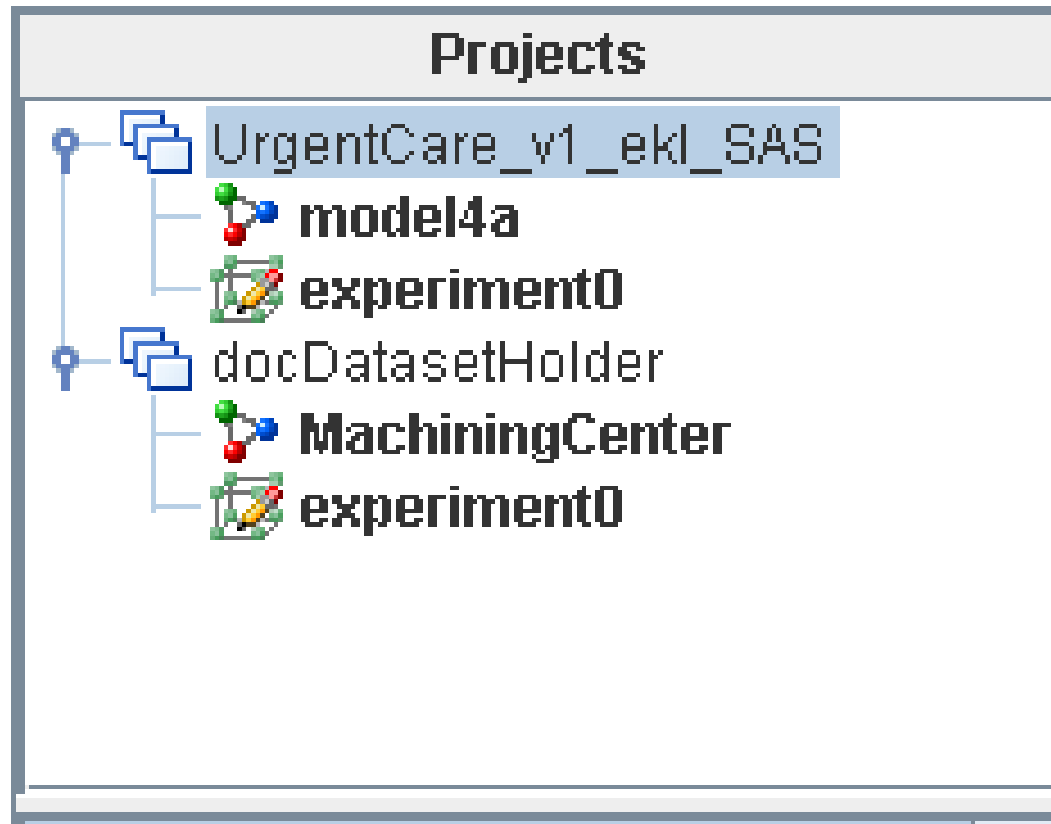 Projects
UrgentCare_v1_ekl_SAS
model4a
experiment0
docDatasetHolder
MachiningCenter
experiment0